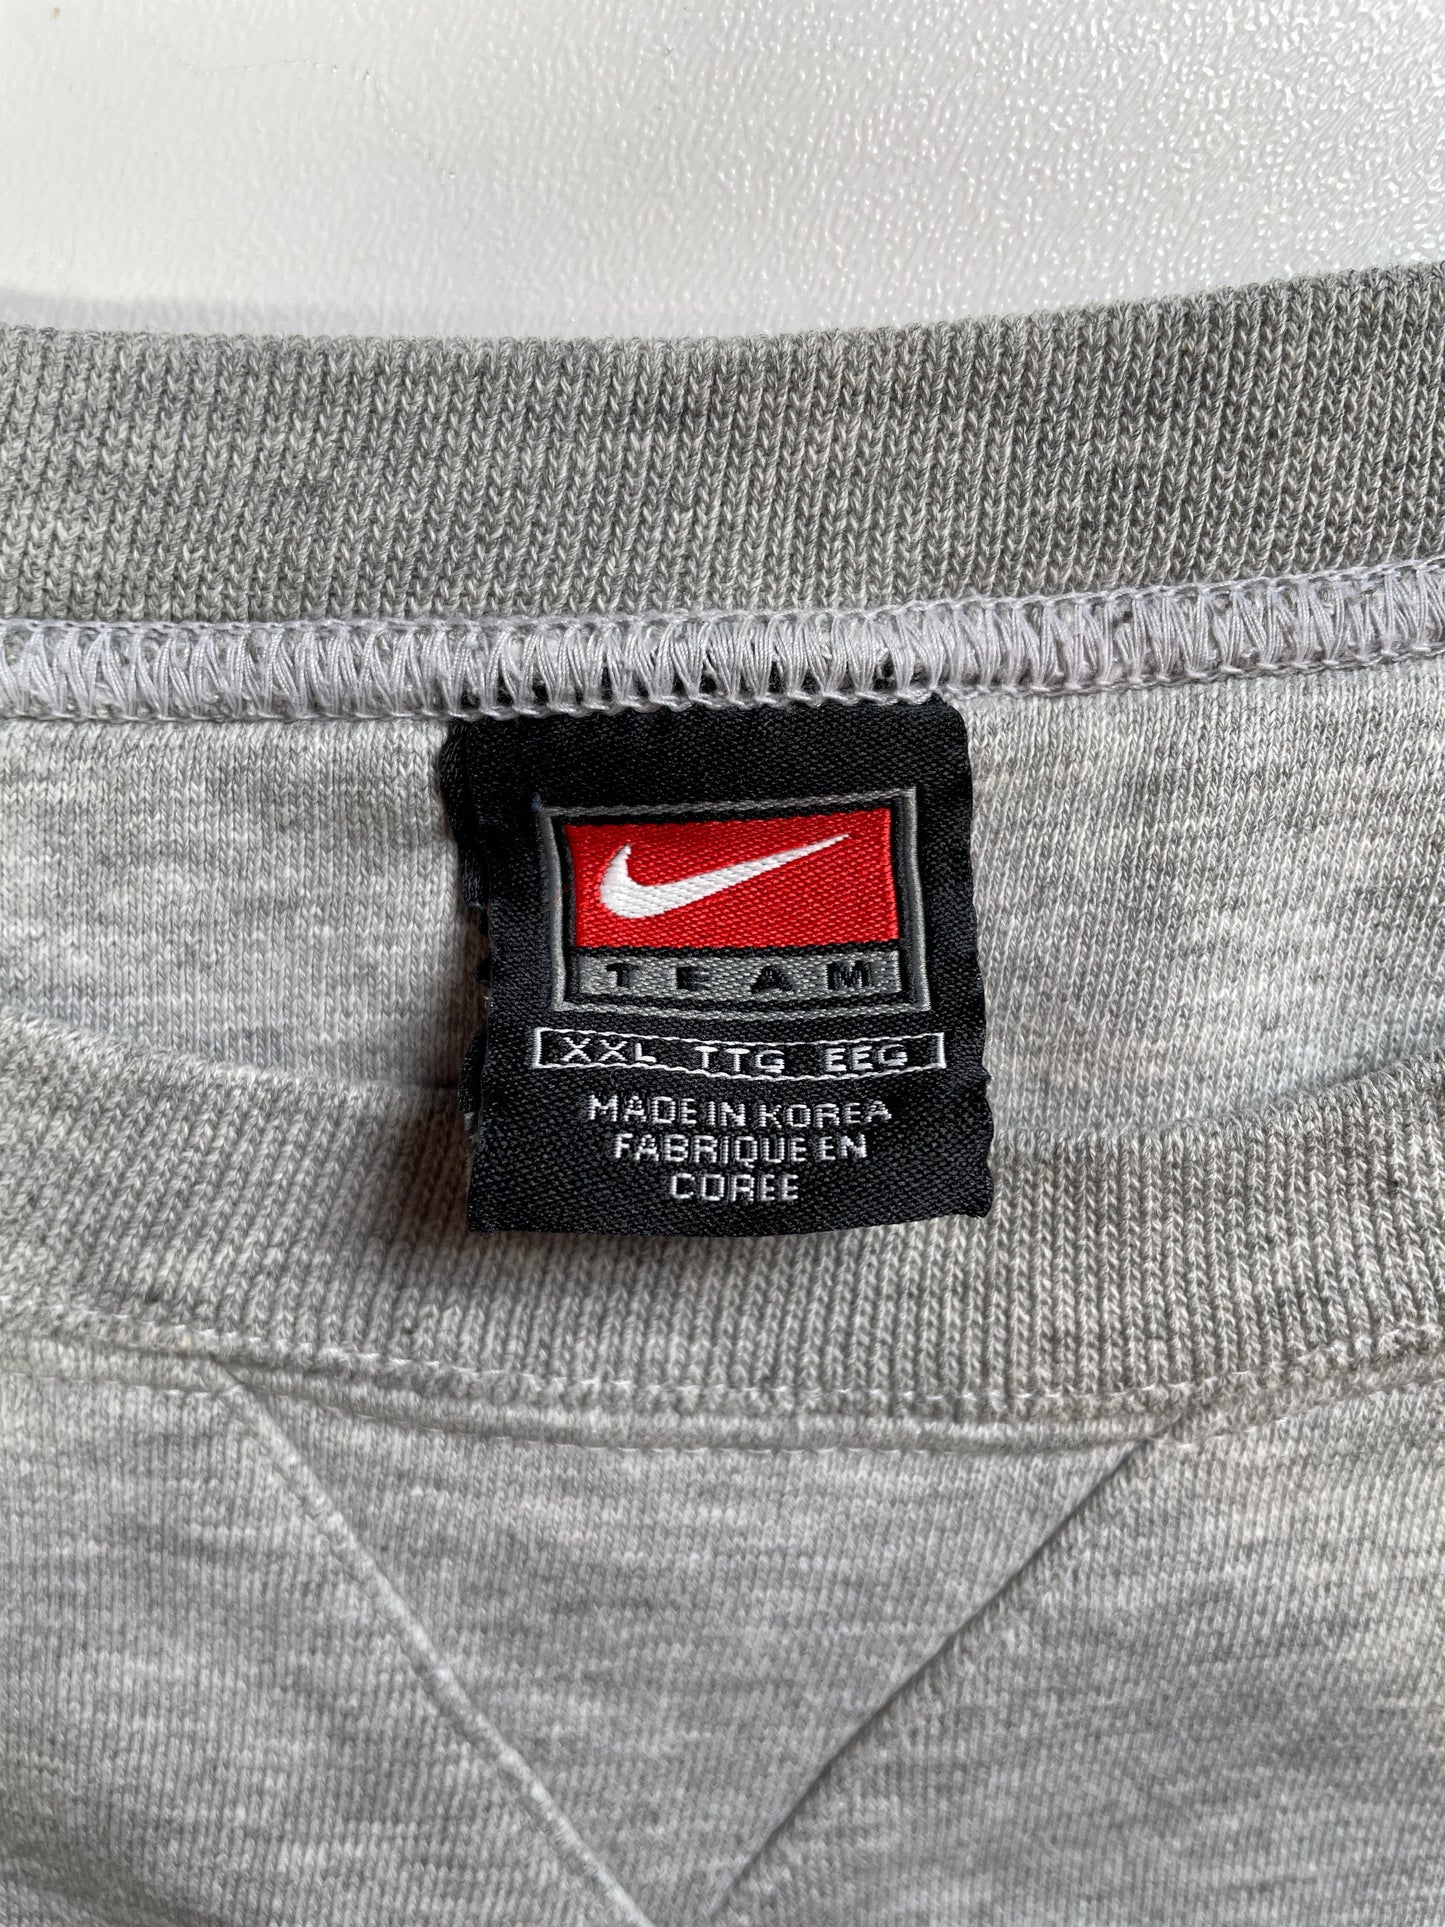 TEAM
XXL TTG EEG
MADE IN KOREA
FABRIQUE EN
COREE